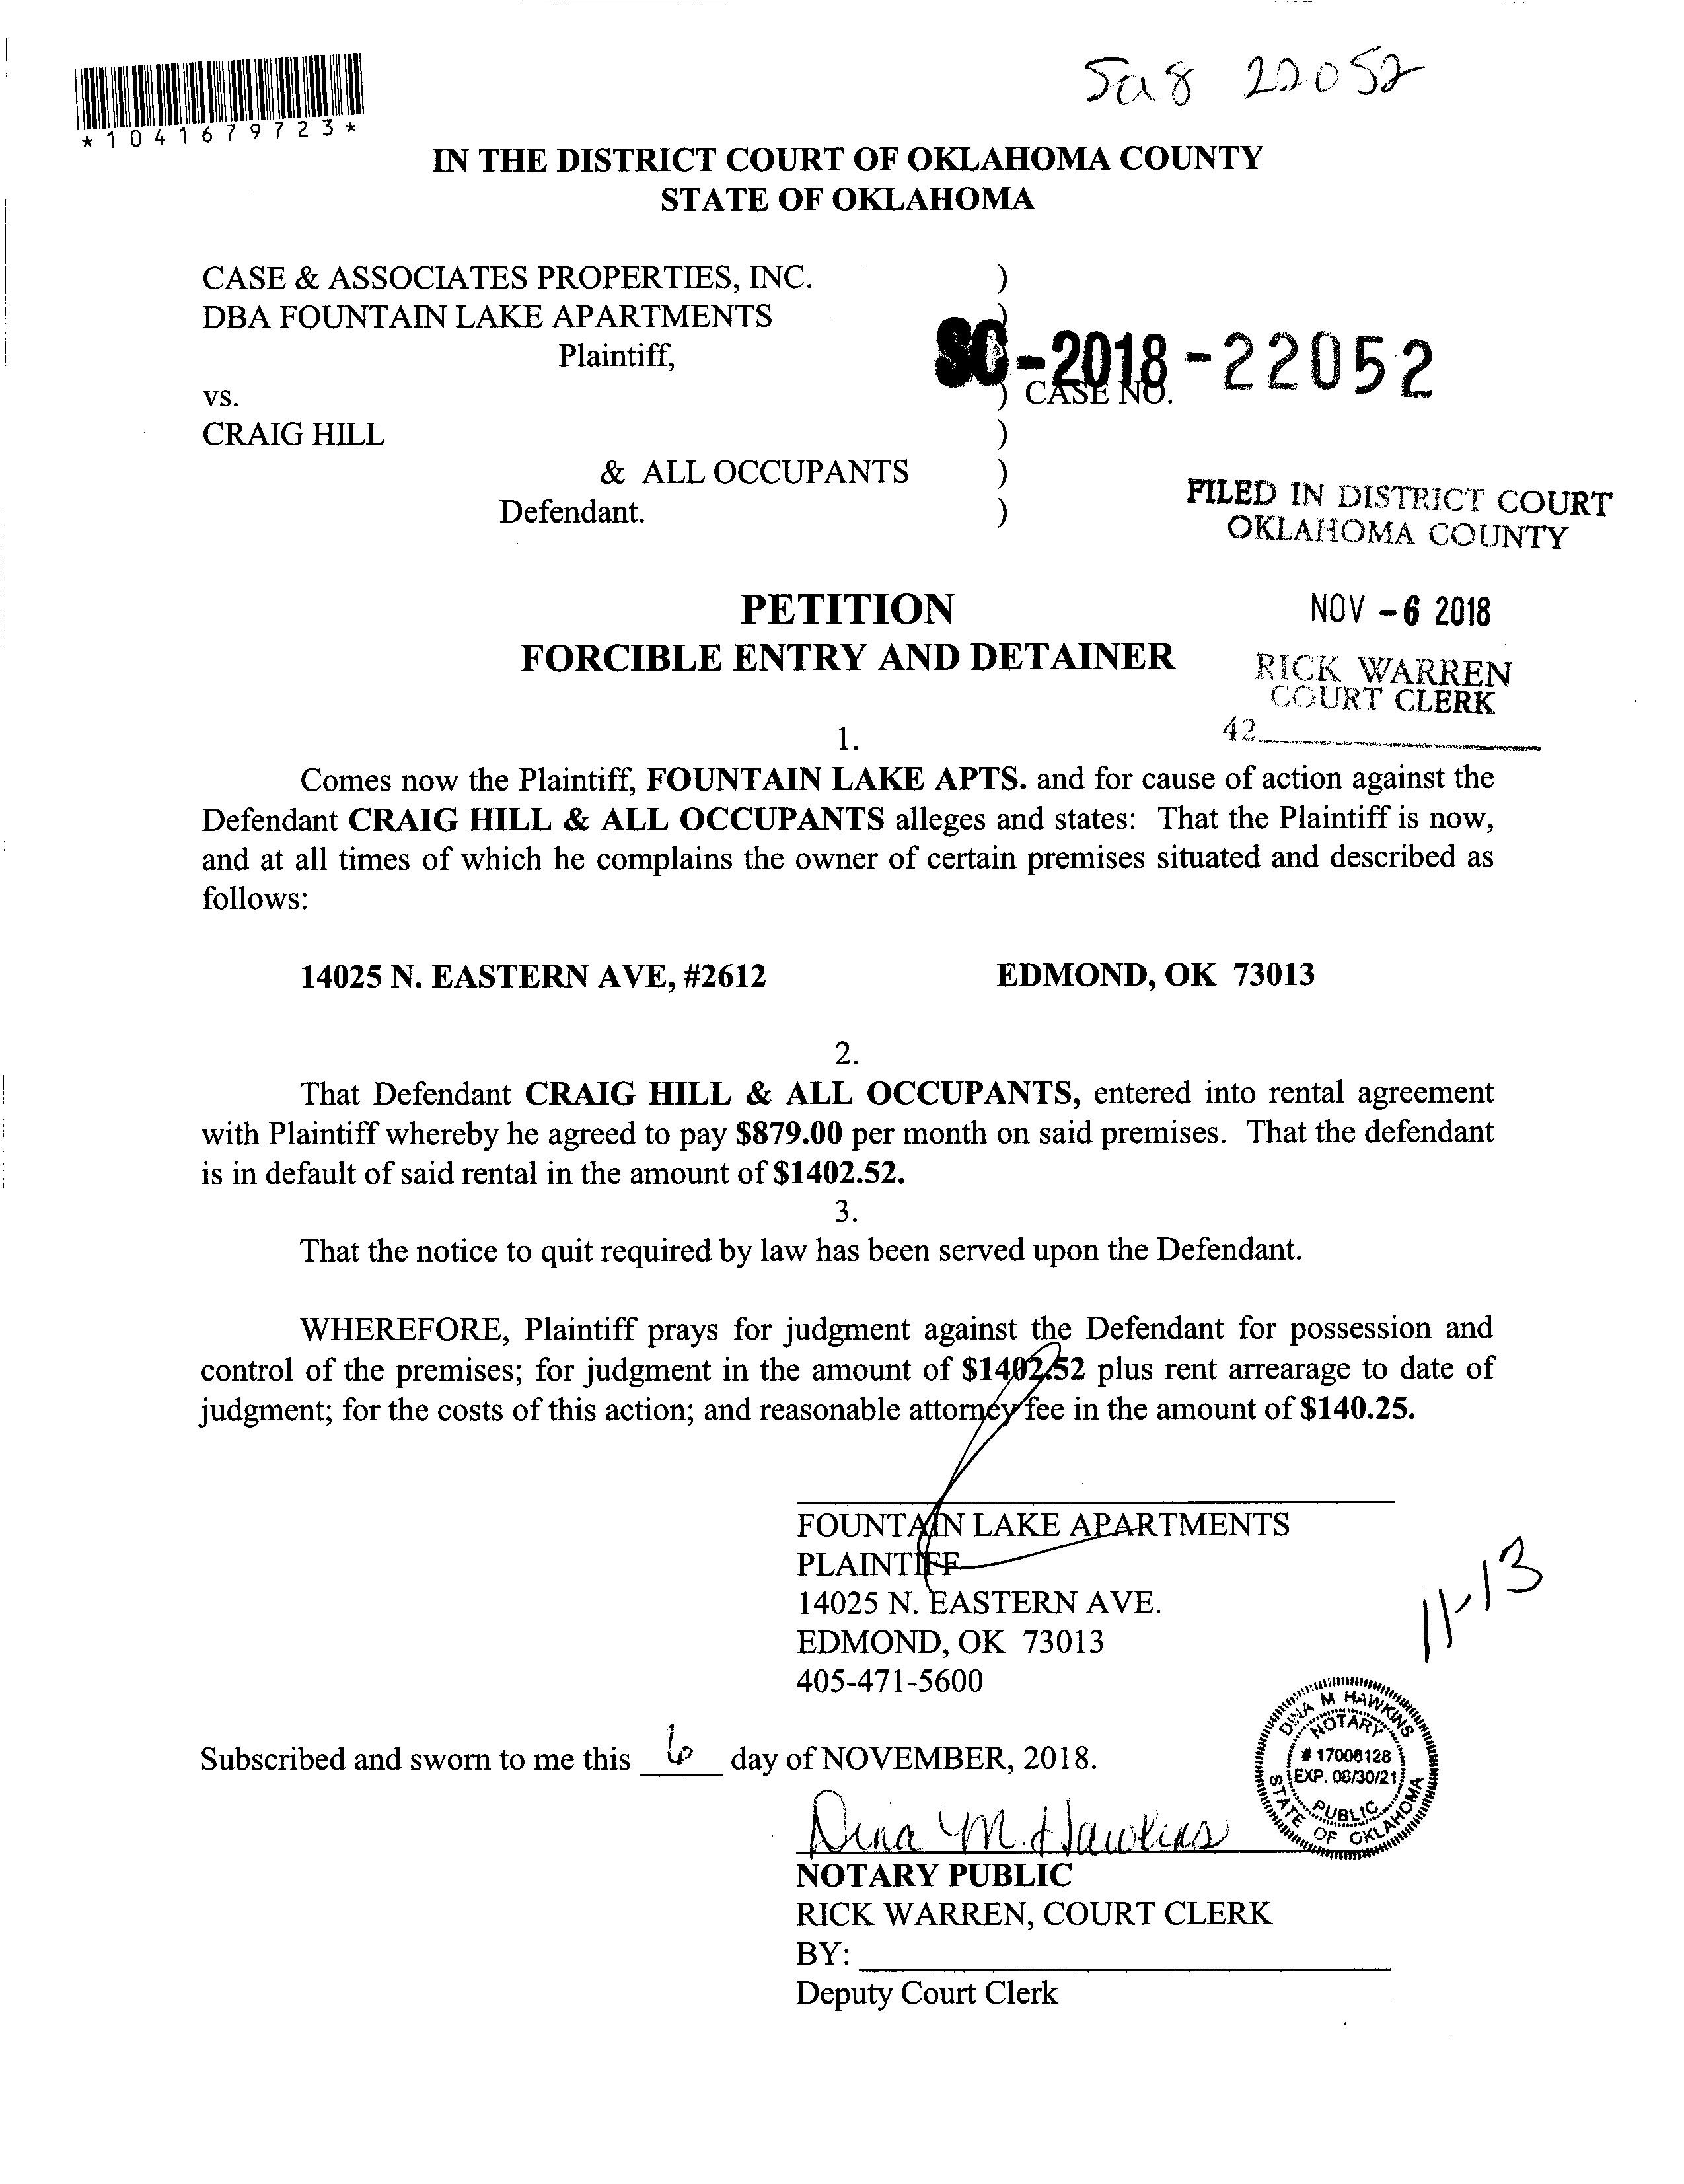 *1041679723*
22052
IN THE DISTRICT COURT OF OKLAHOMA COUNTY
STATE OF OKLAHOMA
CASE & ASSOCIATES PROPERTIES, INC. )
DBA FOUNTAIN LAKE APARTMENTS )
Plaintiff, )
SC-2018-22052
vs. ) CASE NO.
CRAIG HILL )
& ALL OCCUPANTS )
Defendant. )
FILED IN DISTRICT COURT
OKLAHOMA COUNTY
NOV -6 2018
RICK WARREN
COURT CLERK
42
PETITION
FORCIBLE ENTRY AND DETAINER
1.
Comes now the Plaintiff, FOUNTAIN LAKE APTS. and for cause of action against the
Defendant CRAIG HILL & ALL OCCUPANTS alleges and states: That the Plaintiff is now,
and at all times of which he complains the owner of certain premises situated and described as
follows:
14025 N. EASTERN AVE, #2612 EDMOND, OK 73013
2.
That Defendant CRAIG HILL & ALL OCCUPANTS, entered into rental agreement
with Plaintiff whereby he agreed to pay $879.00 per month on said premises. That the defendant
is in default of said rental in the amount of $1402.52.
3.
That the notice to quit required by law has been served upon the Defendant.
WHEREFORE, Plaintiff prays for judgment against the Defendant for possession and
control of the premises; for judgment in the amount of $1402.52 plus rent arrearage to date of
judgment; for the costs of this action; and reasonable attorney fee in the amount of $140.25.
FOUNTAIN LAKE APARTMENTS
PLAINTIFF
14025 N. EASTERN AVE.
EDMOND, OK 73013
405-471-5600
11-13
Subscribed and sworn to me this 6 day of NOVEMBER, 2018.
DINA M HAWKINS
NOTARY
# 17008128
EXP. 08/30/21
PUBLIC
STATE OF OKLAHOMA
Dina M. Hawkins
NOTARY PUBLIC
RICK WARREN, COURT CLERK
BY:
Deputy Court Clerk